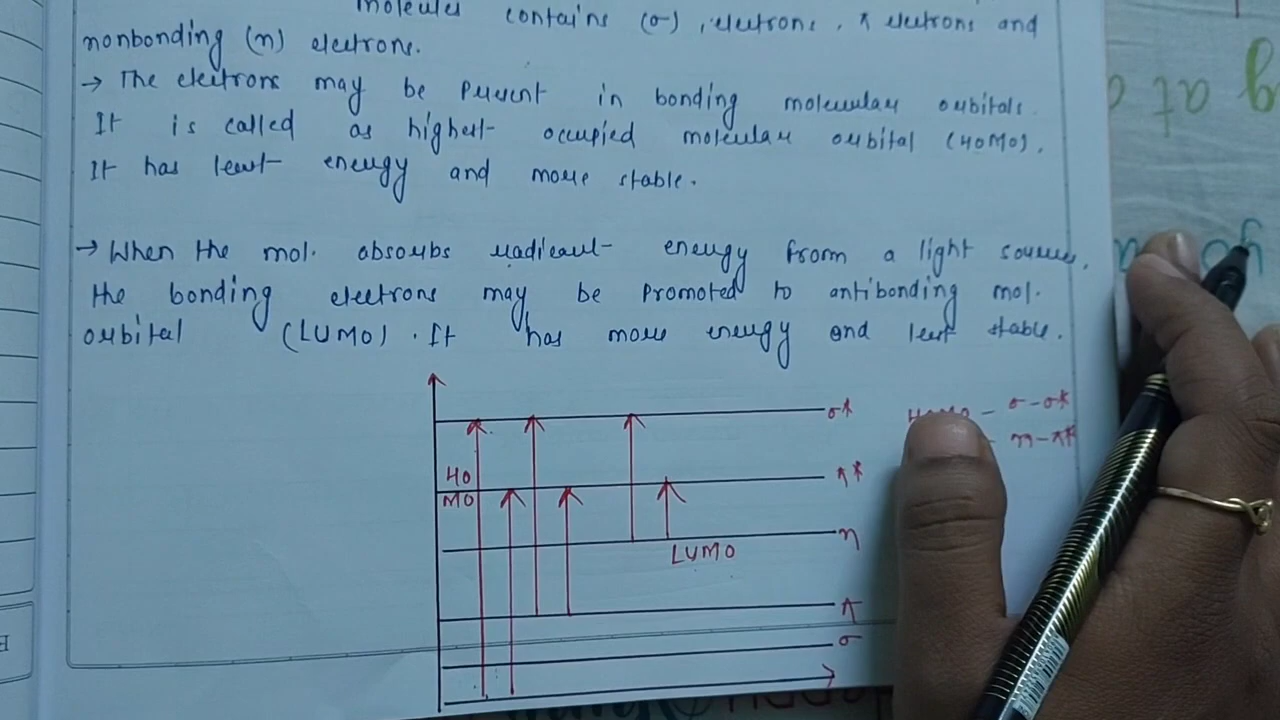 molecules contains (σ), electrons, π electrons and
nonbonding (n) electrons.
→ The electrons may be present in bonding molecular orbitals.
It is called as highest occupied molecular orbital (HOMO).
It has least energy and more stable.
→ When the mol. absorbs radicant energy from a light source,
the bonding electrons may be promoted to antibonding mol.
orbital (LUMO). It has more energy and least stable.
σ*
σ-σ*
n-π*
HO
MO
π*
n
LUMO
π
σ